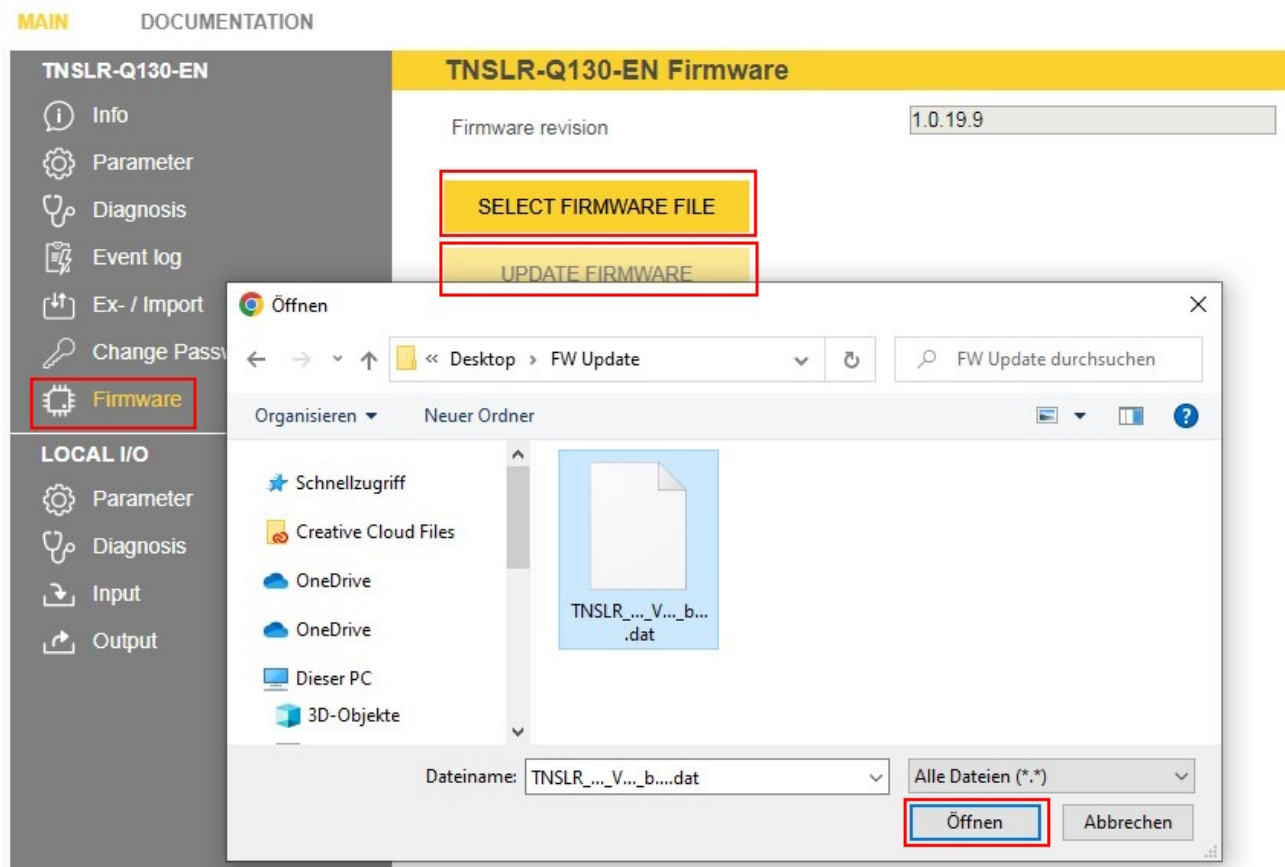 MAIN DOCUMENTATION
TNSLR-Q130-EN
Info
Parameter
Diagnosis
Event log
Ex- / Import
Change Passw
Firmware
LOCAL I/O
Parameter
Diagnosis
Input
Output
TNSLR-Q130-EN Firmware
Firmware revision 1.0.19.9
SELECT FIRMWARE FILE
UPDATE FIRMWARE
Öffnen
« Desktop › FW Update
FW Update durchsuchen
Organisieren Neuer Ordner
?
Schnellzugriff
Creative Cloud Files
OneDrive
OneDrive
Dieser PC
3D-Objekte
TNSLR_..._V..._b...
.dat
Dateiname: TNSLR_..._V..._b....dat
Alle Dateien (*.*)
Öffnen Abbrechen